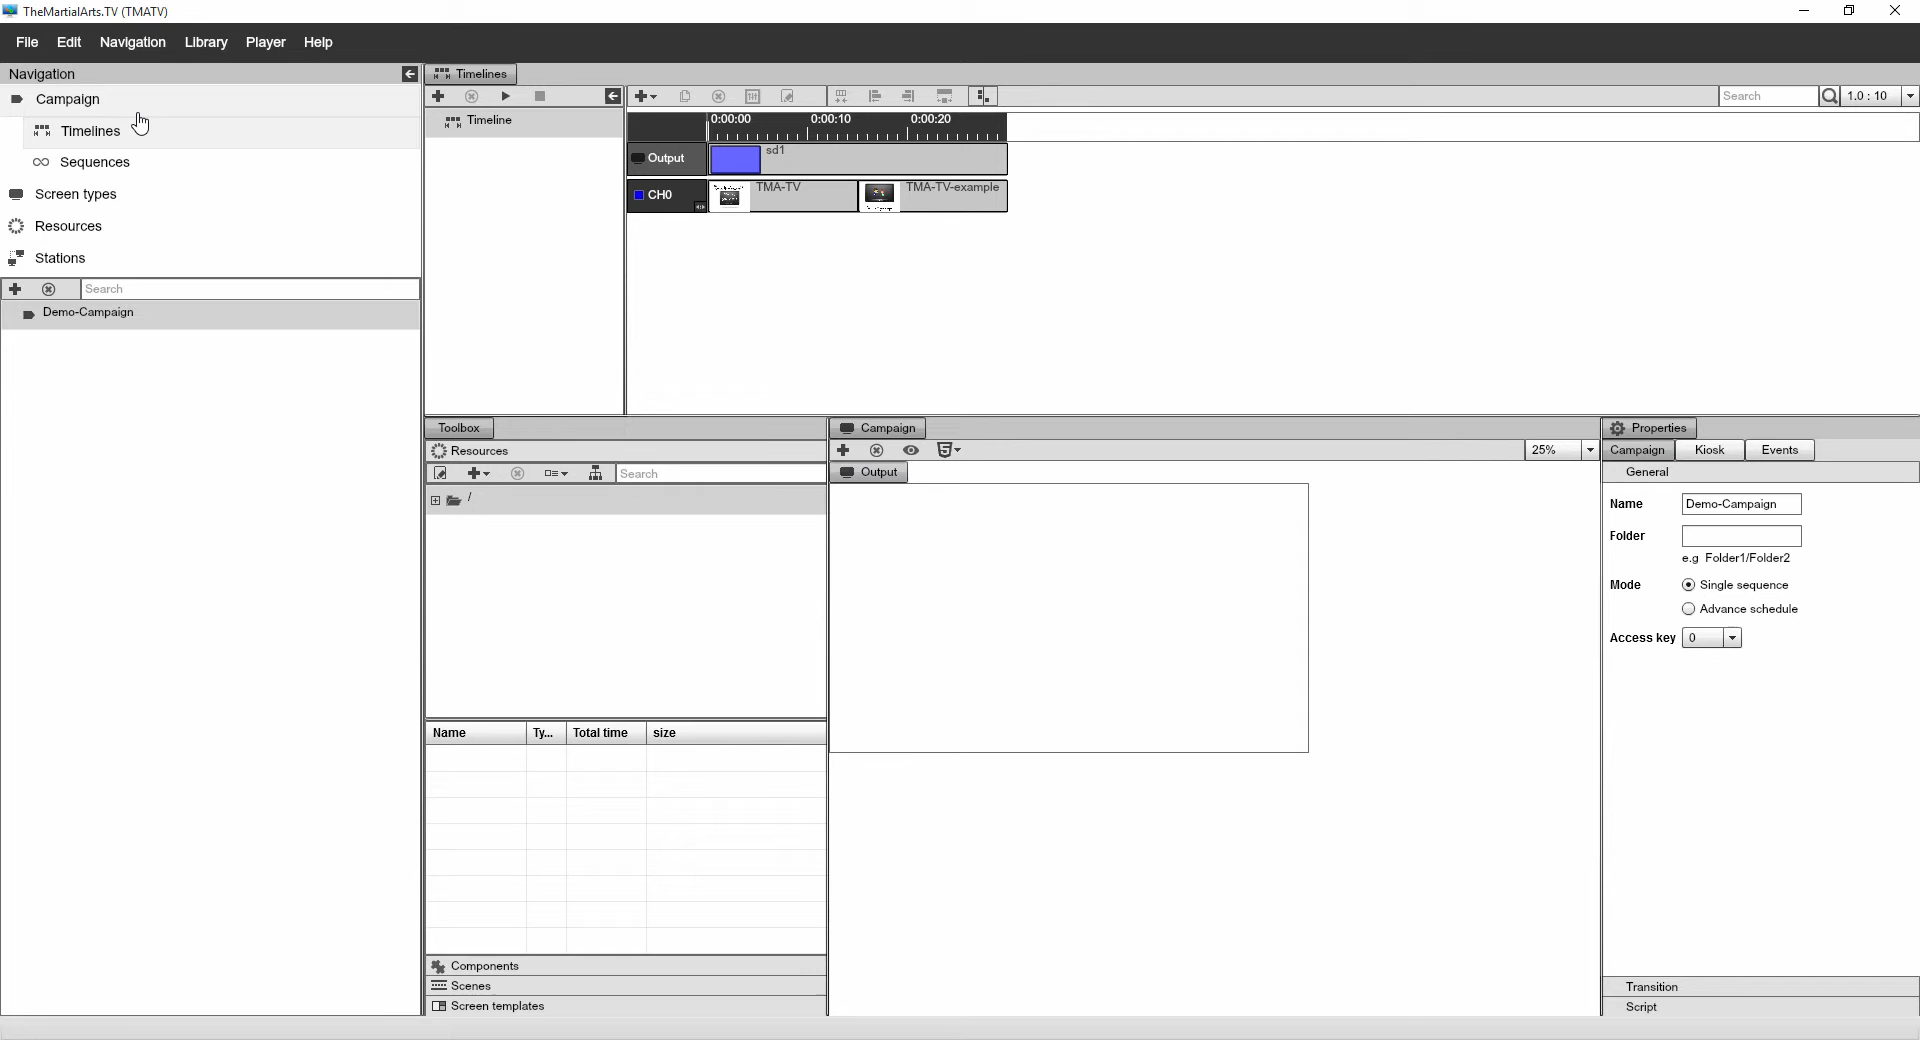 TheMartialArts.TV (TMATV)
File Edit Navigation Library Player Help
Navigation
Campaign
Timelines
Sequences
Screen types
Resources
Stations
Search
Demo-Campaign
Timelines
Search 1.0 : 10
Timeline
0:00:00 0:00:10 0:00:20
Output sd1
CH0 TMA-TV TMA-TV-example
Toolbox
Resources
Search
/
Name Ty... Total time size
Components
Scenes
Screen templates
Campaign
25%
Output
Properties
Campaign Kiosk Events
General
Name Demo-Campaign
Folder
e.g Folder1/Folder2
Mode Single sequence
Advance schedule
Access key 0
Transition
Script